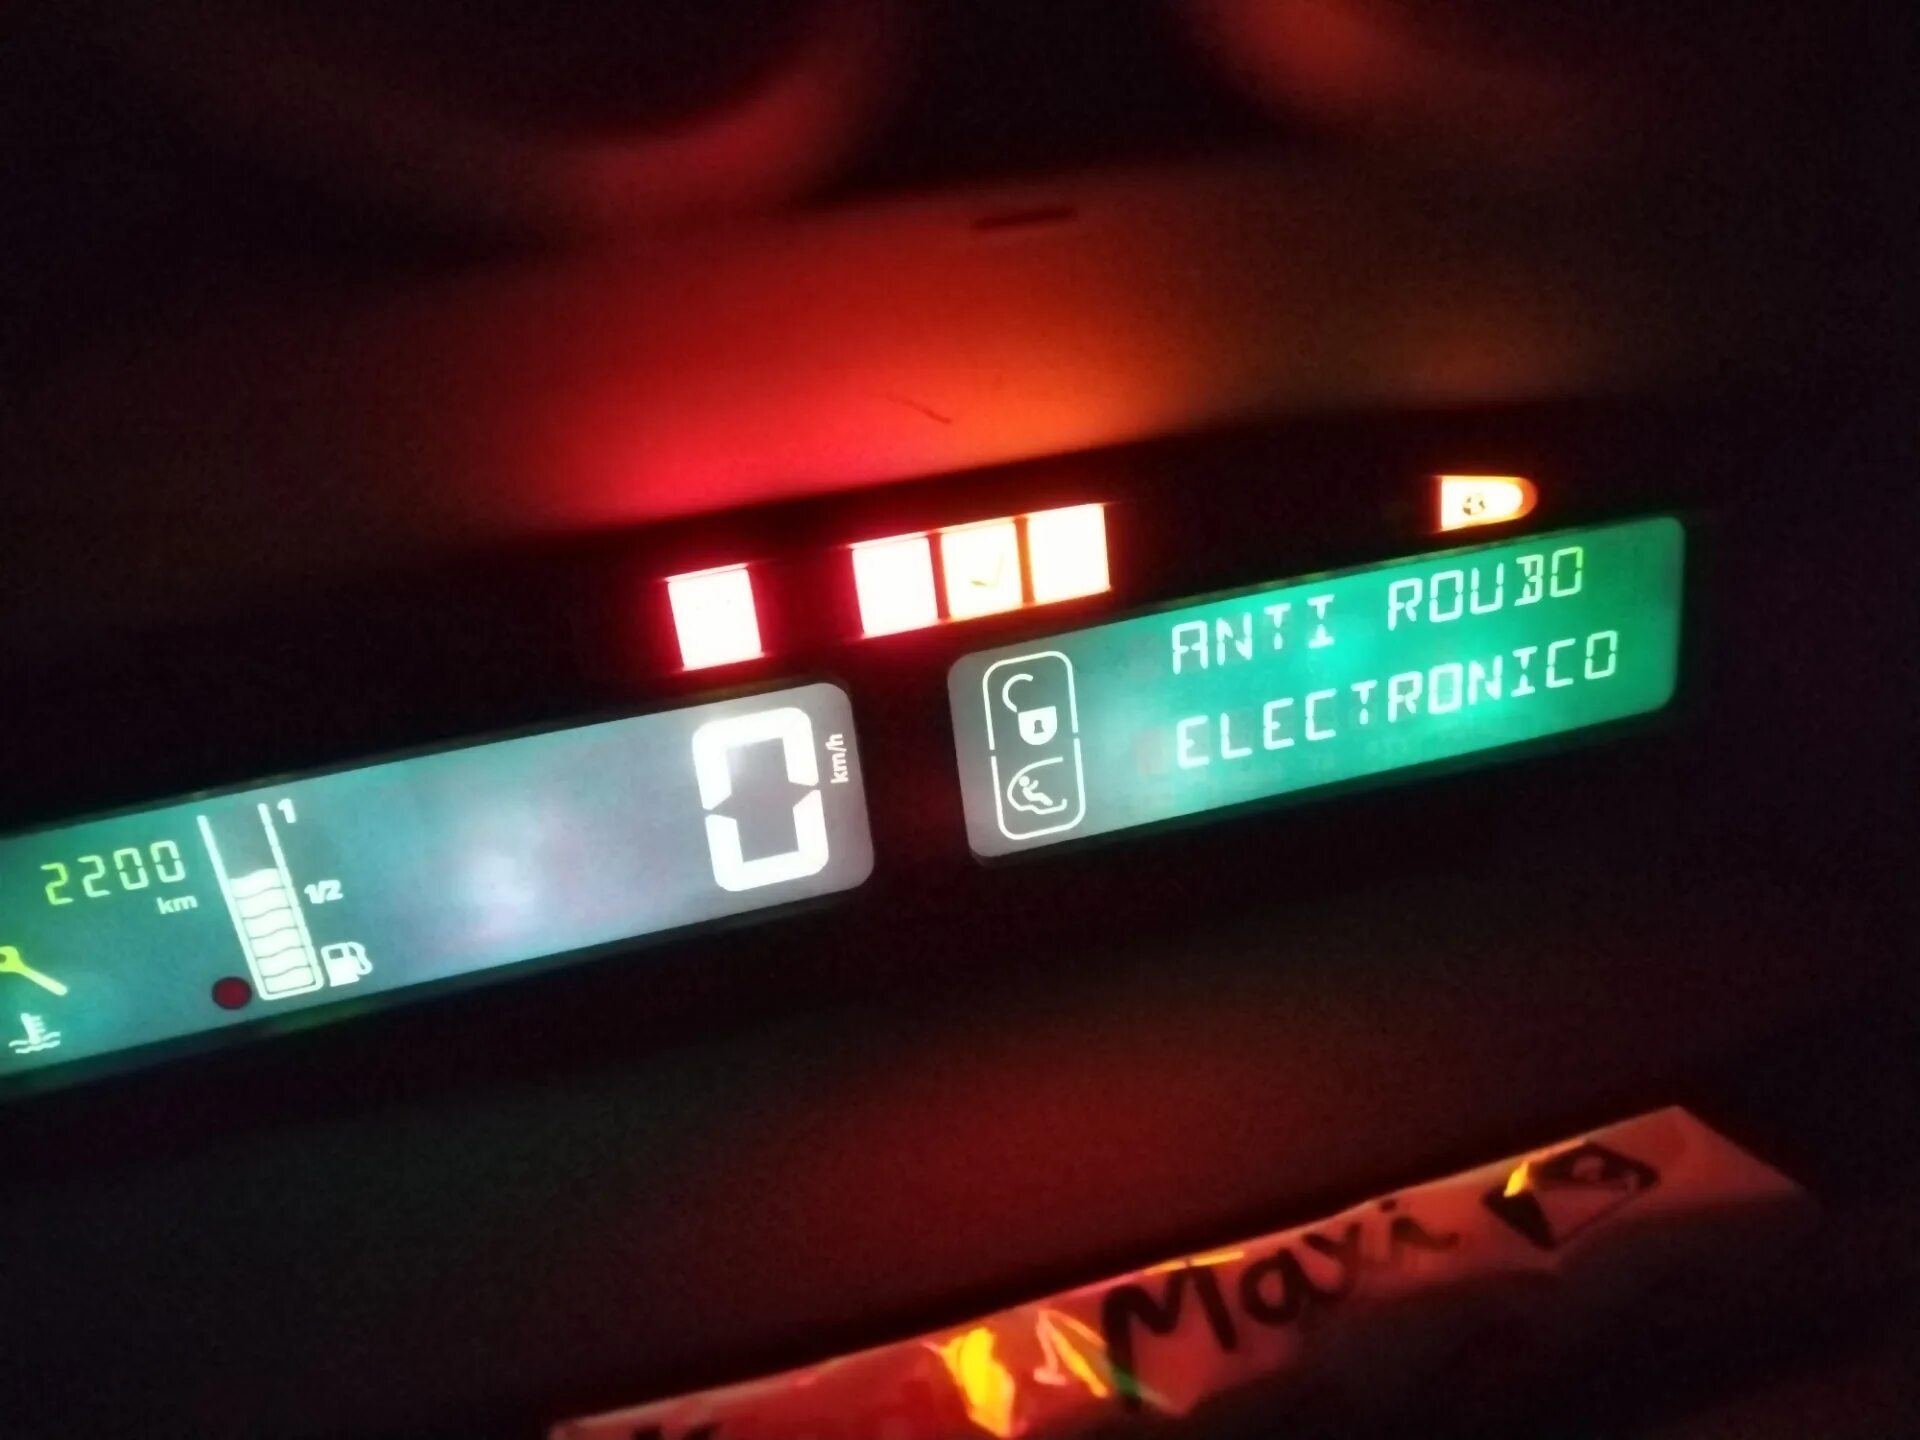 ANTI ROUBO
ELECTRONICO
0 km/h
2200
km
1
1/2
Maxi